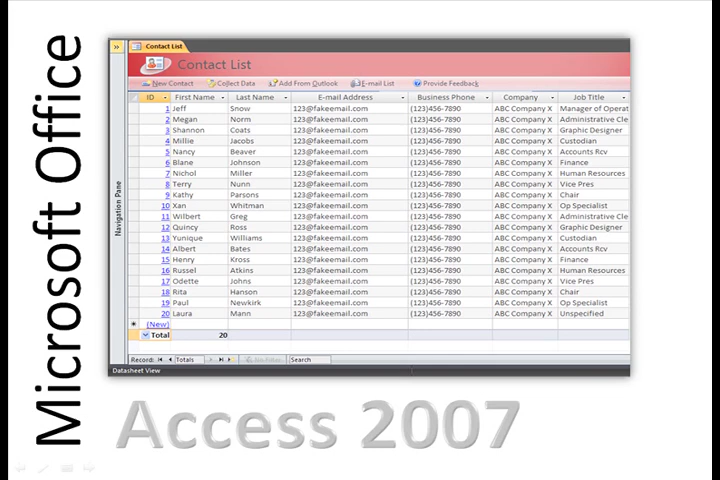 Microsoft Office
Contact List
Contact List
New Contact Collect Data Add From Outlook E-mail List Provide Feedback
ID First Name Last Name E-mail Address Business Phone Company Job Title
1 Jeff Snow 123@fakeemail.com (123)456-7890 ABC Company X Manager of Operat
2 Megan Norm 123@fakeemail.com (123)456-7890 ABC Company X Administrative Cle
3 Shannon Coats 123@fakeemail.com (123)456-7890 ABC Company X Graphic Designer
4 Millie Jacobs 123@fakeemail.com (123)456-7890 ABC Company X Custodian
5 Nancy Beaver 123@fakeemail.com (123)456-7890 ABC Company X Accounts Rcv
6 Blane Johnson 123@fakeemail.com (123)456-7890 ABC Company X Finance
7 Nichol Miller 123@fakeemail.com (123)456-7890 ABC Company X Human Resources
8 Terry Nunn 123@fakeemail.com (123)456-7890 ABC Company X Vice Pres
9 Kathy Parsons 123@fakeemail.com (123)456-7890 ABC Company X Chair
10 Xan Whitman 123@fakeemail.com (123)456-7890 ABC Company X Op Specialist
11 Wilbert Greg 123@fakeemail.com (123)456-7890 ABC Company X Administrative Cle
12 Quincy Ross 123@fakeemail.com (123)456-7890 ABC Company X Graphic Designer
13 Yunique Williams 123@fakeemail.com (123)456-7890 ABC Company X Custodian
14 Albert Bates 123@fakeemail.com (123)456-7890 ABC Company X Accounts Rcv
15 Henry Kross 123@fakeemail.com (123)456-7890 ABC Company X Finance
16 Russel Atkins 123@fakeemail.com (123)456-7890 ABC Company X Human Resources
17 Odette Johns 123@fakeemail.com (123)456-7890 ABC Company X Vice Pres
18 Rita Hanson 123@fakeemail.com (123)456-7890 ABC Company X Chair
19 Paul Newkirk 123@fakeemail.com (123)456-7890 ABC Company X Op Specialist
20 Laura Mann 123@fakeemail.com (123)456-7890 ABC Company X Unspecified
(New)
Total 20
Navigation Pane
Record: Totals No Filter Search
Datasheet View
Access 2007